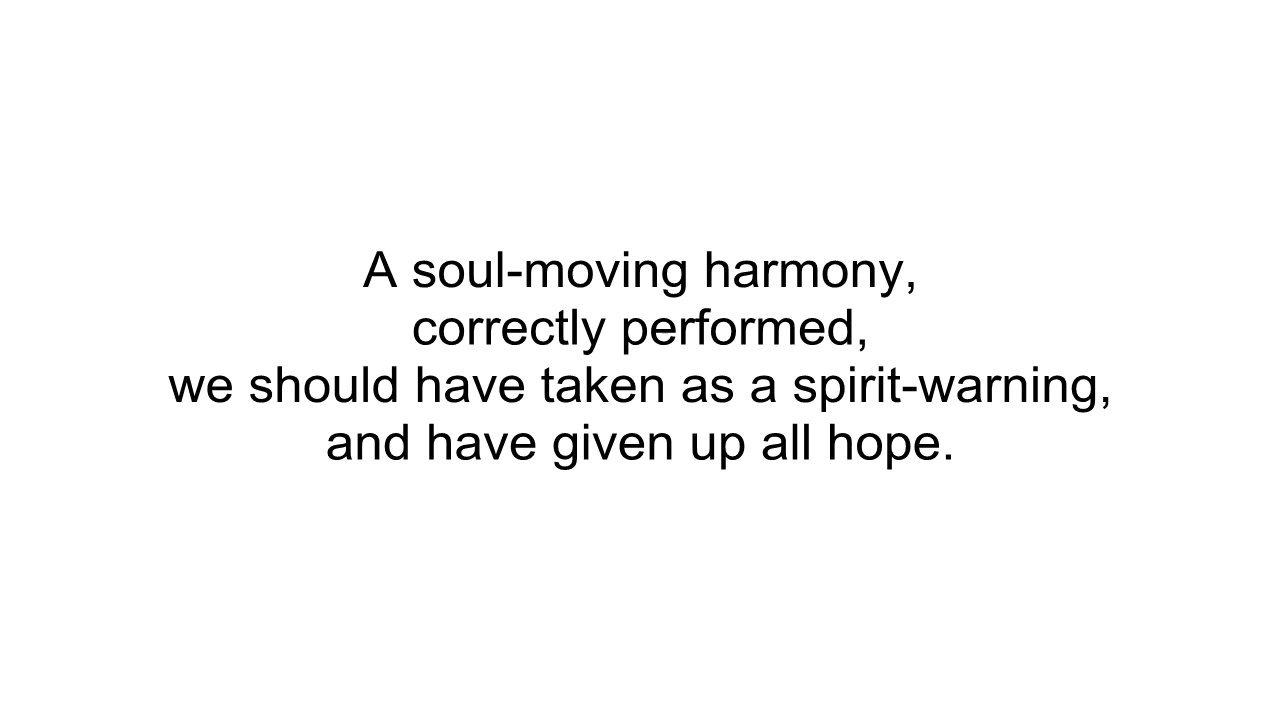 A soul-moving harmony,
correctly performed,
we should have taken as a spirit-warning,
and have given up all hope.